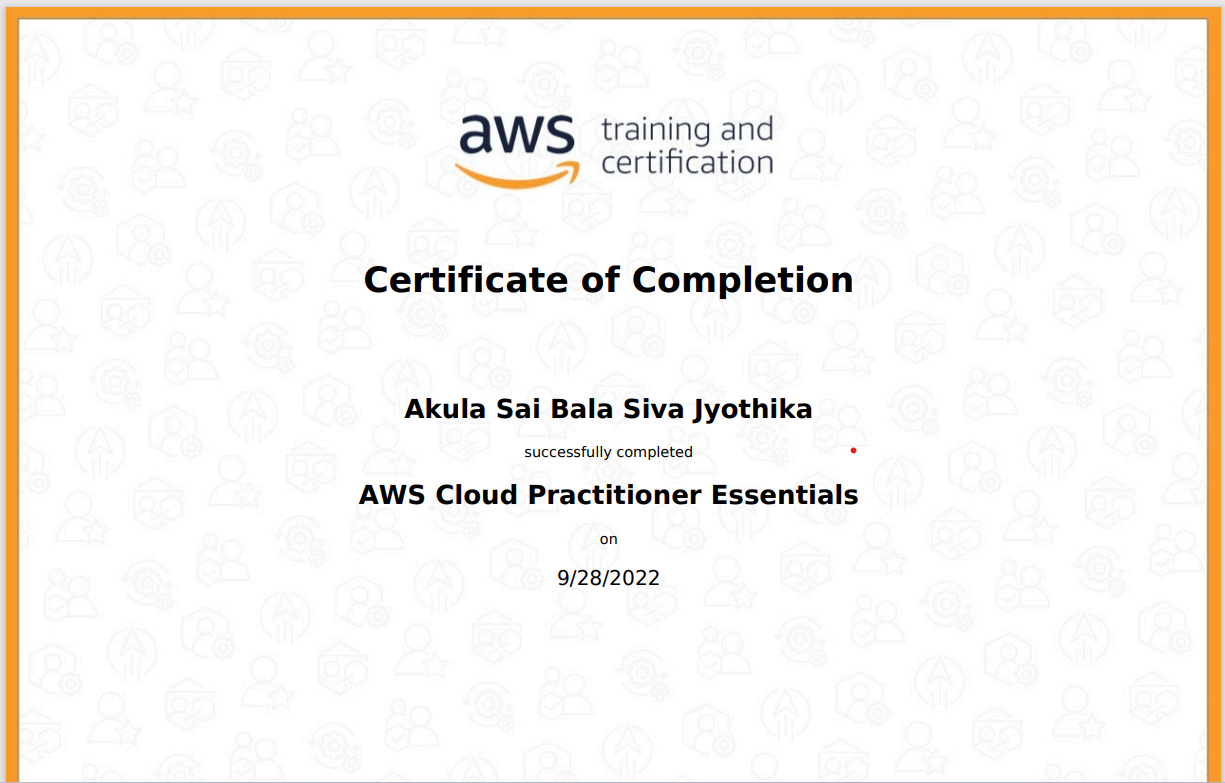 aws training and
certification
Certificate of Completion
Akula Sai Bala Siva Jyothika
successfully completed
AWS Cloud Practitioner Essentials
on
9/28/2022